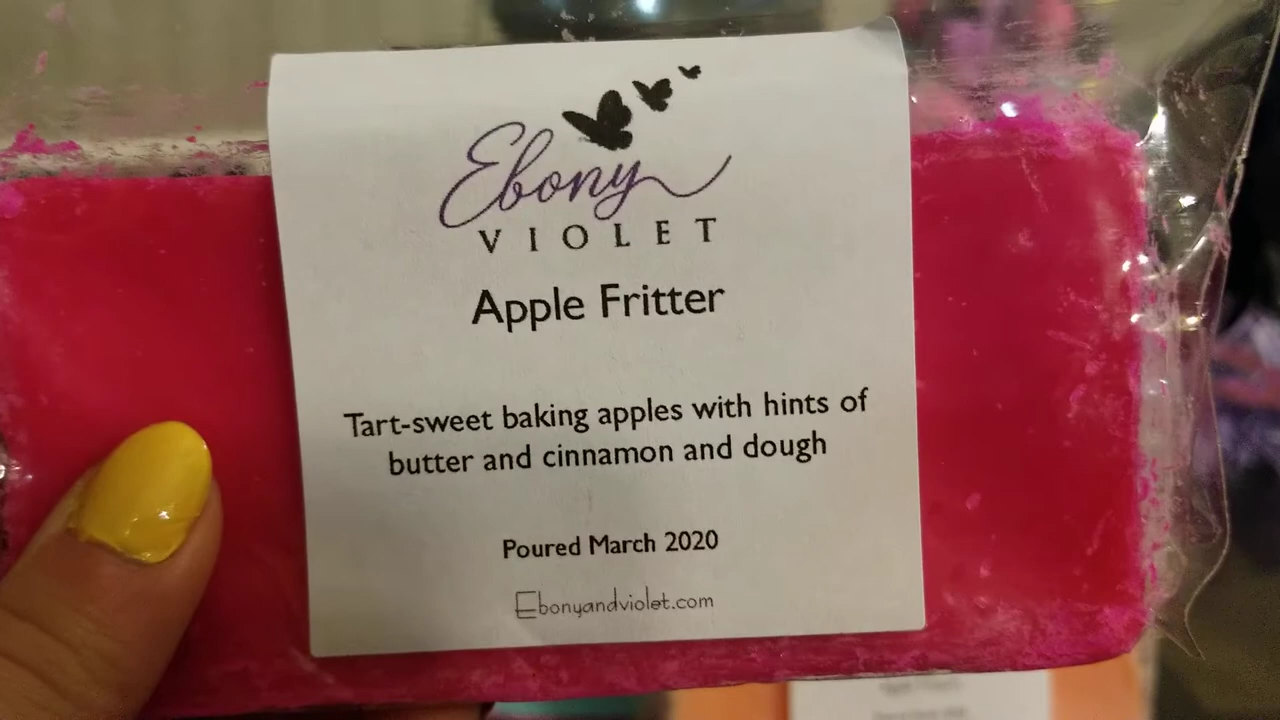 Ebony
VIOLET
Apple Fritter
Tart-sweet baking apples with hints of
butter and cinnamon and dough
Poured March 2020
Ebonyandviolet.com